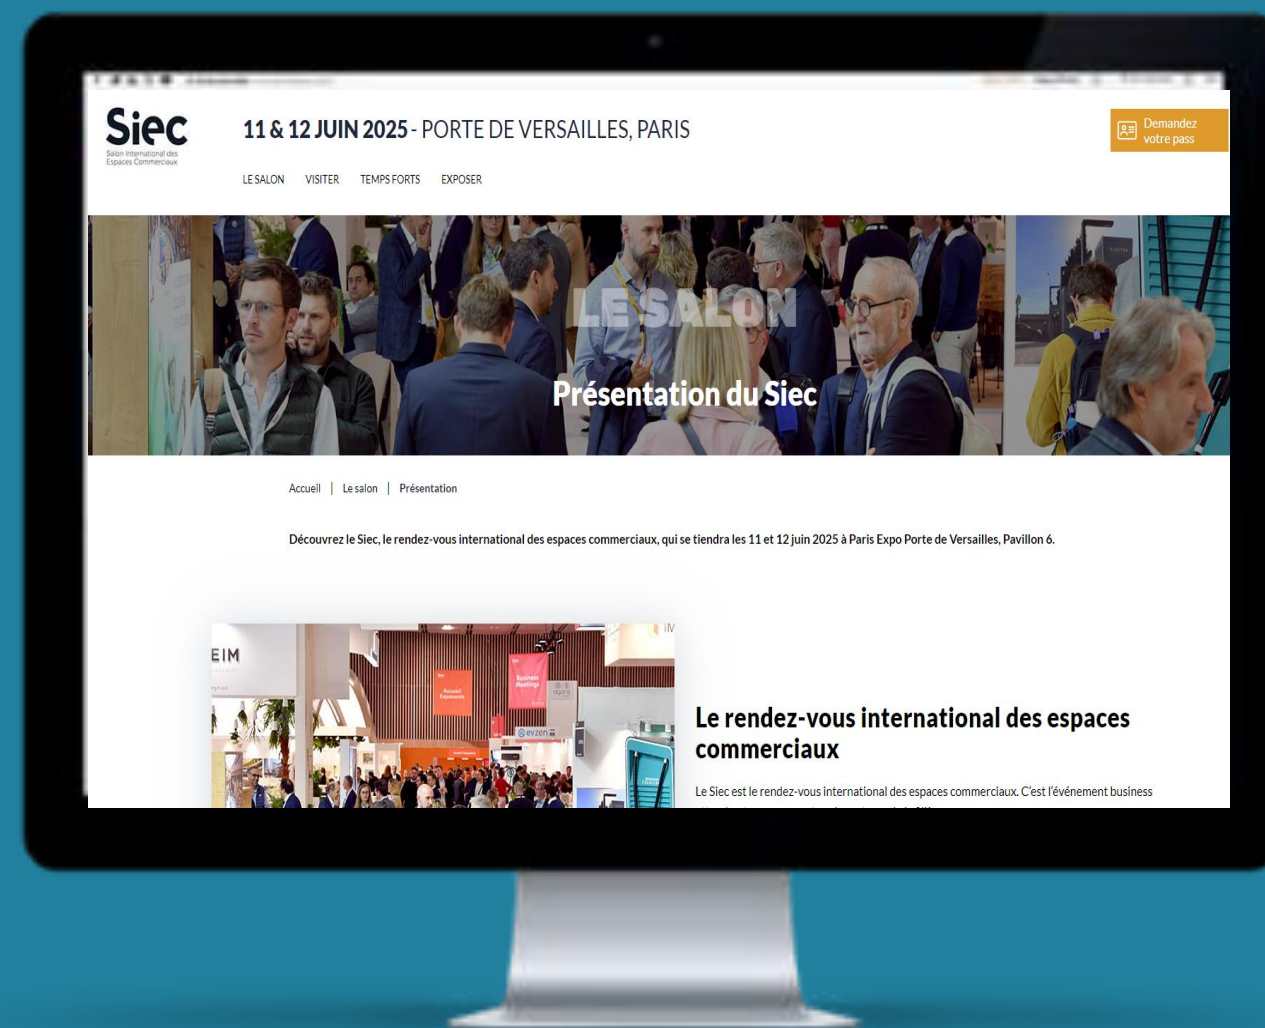 Siec
Salon International des
Espaces Commerciaux
11 & 12 JUIN 2025 - PORTE DE VERSAILLES, PARIS
Demandez
votre pass
LE SALON VISITER TEMPS FORTS EXPOSER
LE SALON
Présentation du Siec
Accueil | Le salon | Présentation
Découvrez le Siec, le rendez-vous international des espaces commerciaux, qui se tiendra les 11 et 12 juin 2025 à Paris Expo Porte de Versailles, Pavillon 6.
EIM
Accueil
Exposants
Business
Meetings
evzen
Le rendez-vous international des espaces
commerciaux
Le Siec est le rendez-vous international des espaces commerciaux. C'est l'événement business